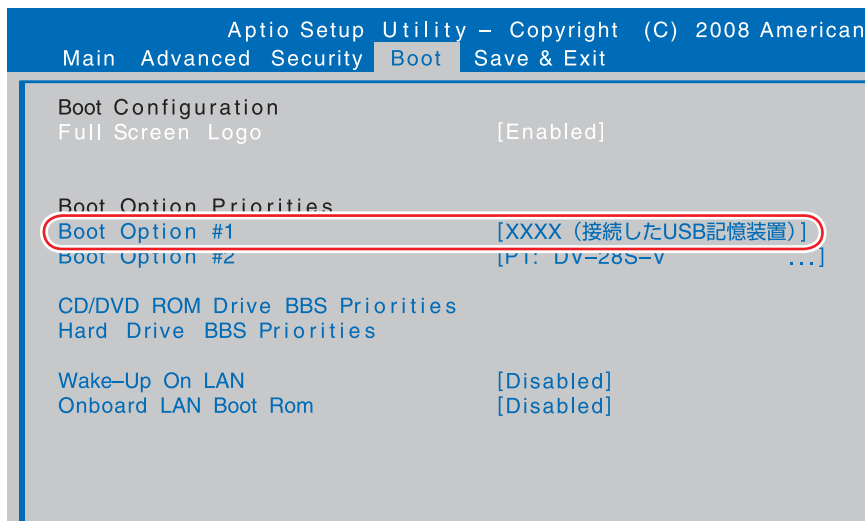 Aptio Setup Utility – Copyright (C) 2008 American
Main Advanced Security Boot Save & Exit
Boot Configuration
Full Screen Logo [Enabled]
Boot Option Priorities
Boot Option #1 [XXXX（接続したUSB記憶装置）]
Boot Option #2 [PT: DV–28S–V ...]
CD/DVD ROM Drive BBS Priorities
Hard Drive BBS Priorities
Wake–Up On LAN [Disabled]
Onboard LAN Boot Rom [Disabled]